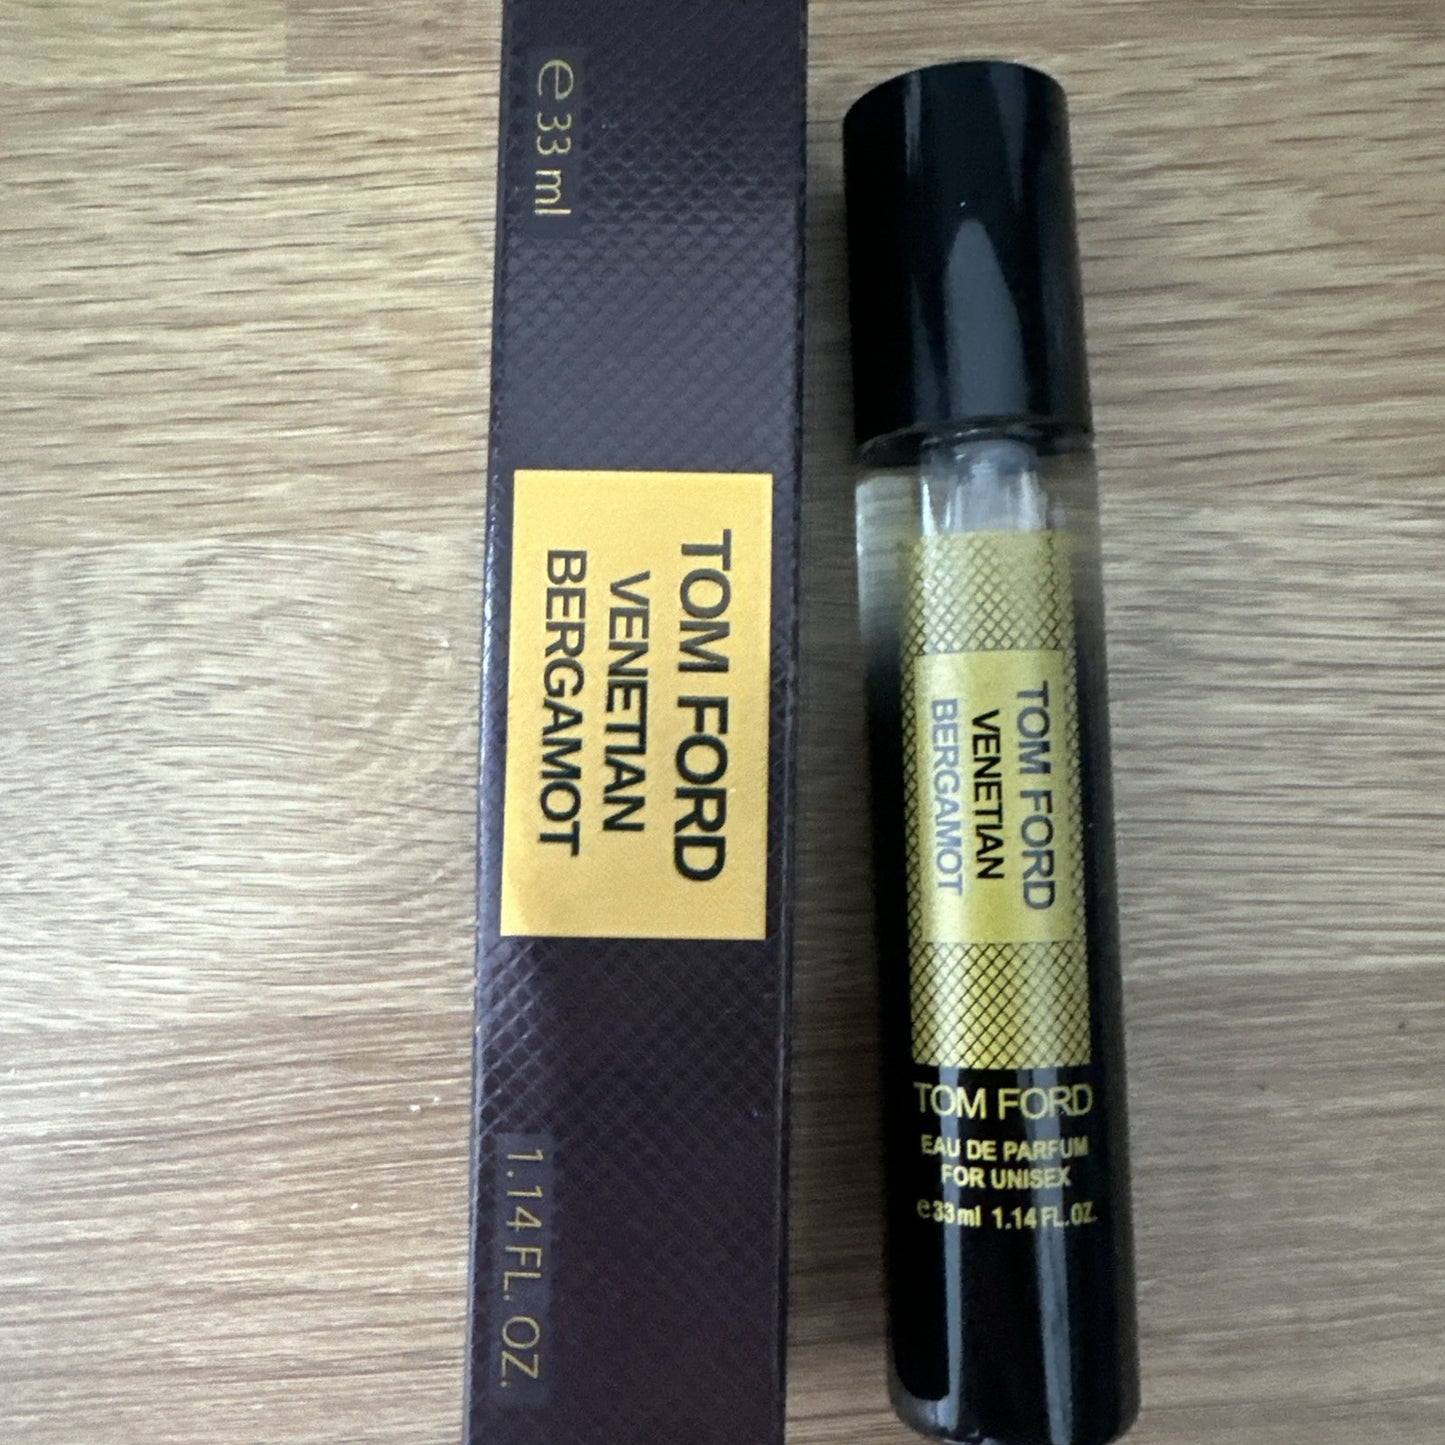 e 33 ml
TOM FORD
VENETIAN
BERGAMOT
1.14 FL. OZ.
TOM FORD
VENETIAN
BERGAMOT
TOM FORD
EAU DE PARFUM
FOR UNISEX
e33ml 1.14 FL.OZ.